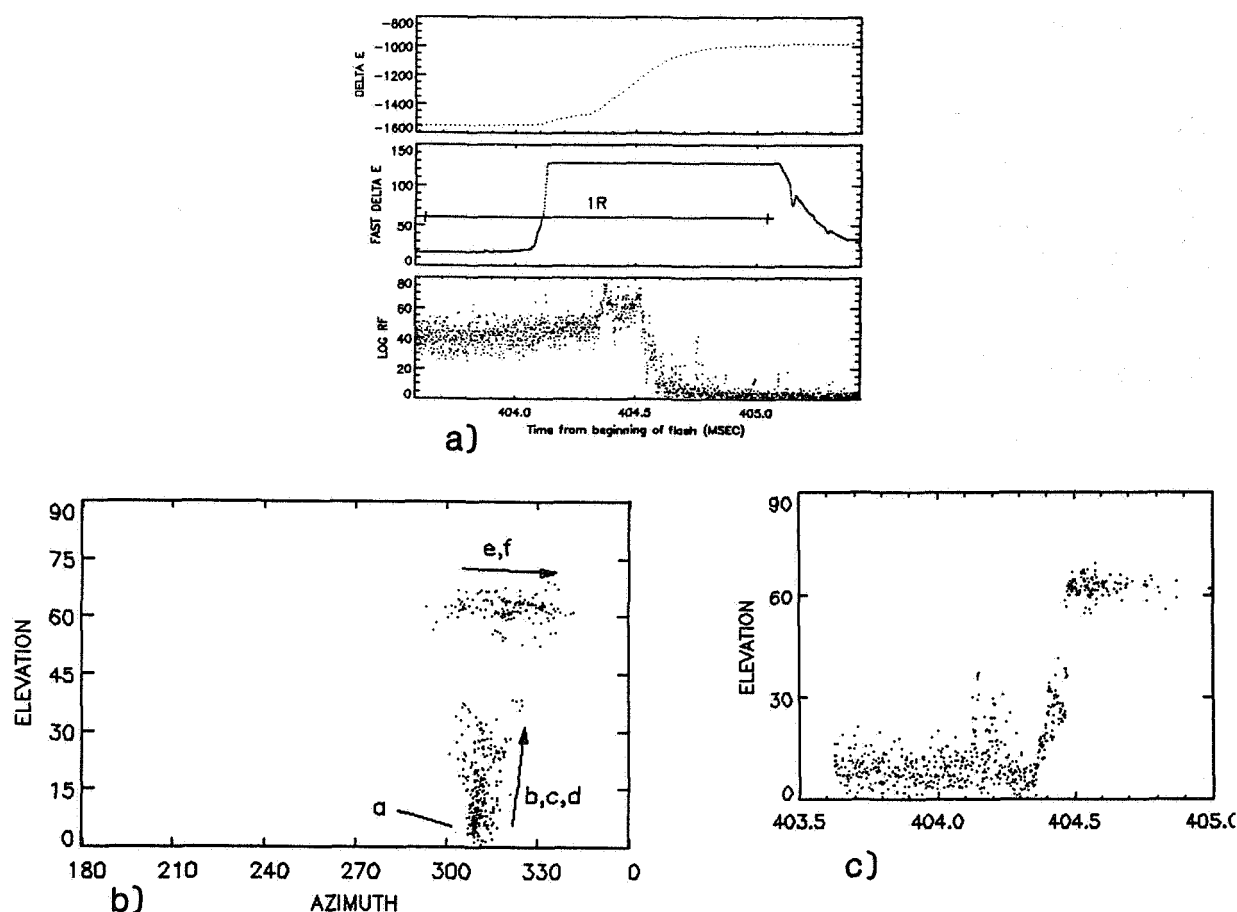 -800
-1000
-1200
-1400
-1600
DELTA E
150
100
50
0
FAST DELTA E
1R
80
60
40
20
0
LOG RF
404.0 404.5 405.0
Time from beginning of flash (MSEC)
a)
90
75
60
45
30
15
0
ELEVATION
e,f
a
b,c,d
180 210 240 270 300 330 0
AZIMUTH
b)
90
60
30
0
ELEVATION
403.5 404.0 404.5 405.0
c)